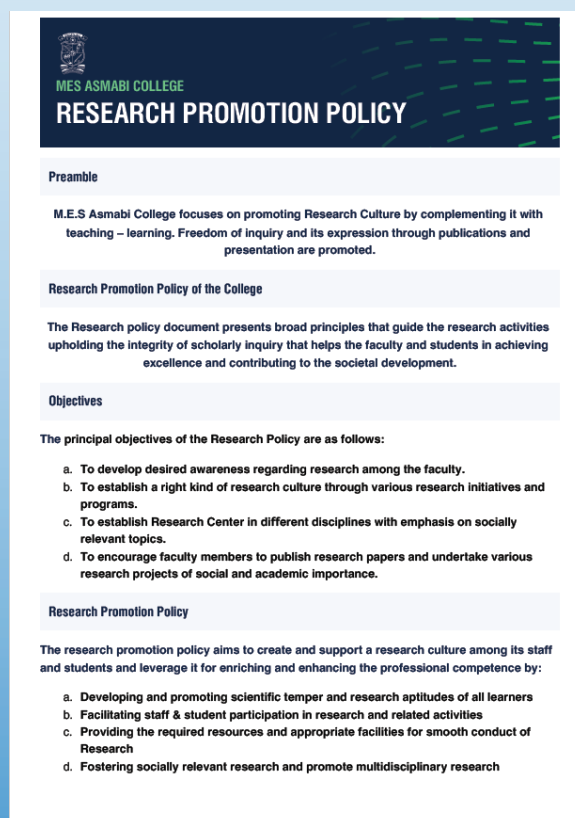 MES ASMABI COLLEGE
RESEARCH PROMOTION POLICY
Preamble
M.E.S Asmabi College focuses on promoting Research Culture by complementing it with
teaching – learning. Freedom of inquiry and its expression through publications and
presentation are promoted.
Research Promotion Policy of the College
The Research policy document presents broad principles that guide the research activities
upholding the integrity of scholarly inquiry that helps the faculty and students in achieving
excellence and contributing to the societal development.
Objectives
The principal objectives of the Research Policy are as follows:
a. To develop desired awareness regarding research among the faculty.
b. To establish a right kind of research culture through various research initiatives and
programs.
c. To establish Research Center in different disciplines with emphasis on socially
relevant topics.
d. To encourage faculty members to publish research papers and undertake various
research projects of social and academic importance.
Research Promotion Policy
The research promotion policy aims to create and support a research culture among its staff
and students and leverage it for enriching and enhancing the professional competence by:
a. Developing and promoting scientific temper and research aptitudes of all learners
b. Facilitating staff & student participation in research and related activities
c. Providing the required resources and appropriate facilities for smooth conduct of
Research
d. Fostering socially relevant research and promote multidisciplinary research